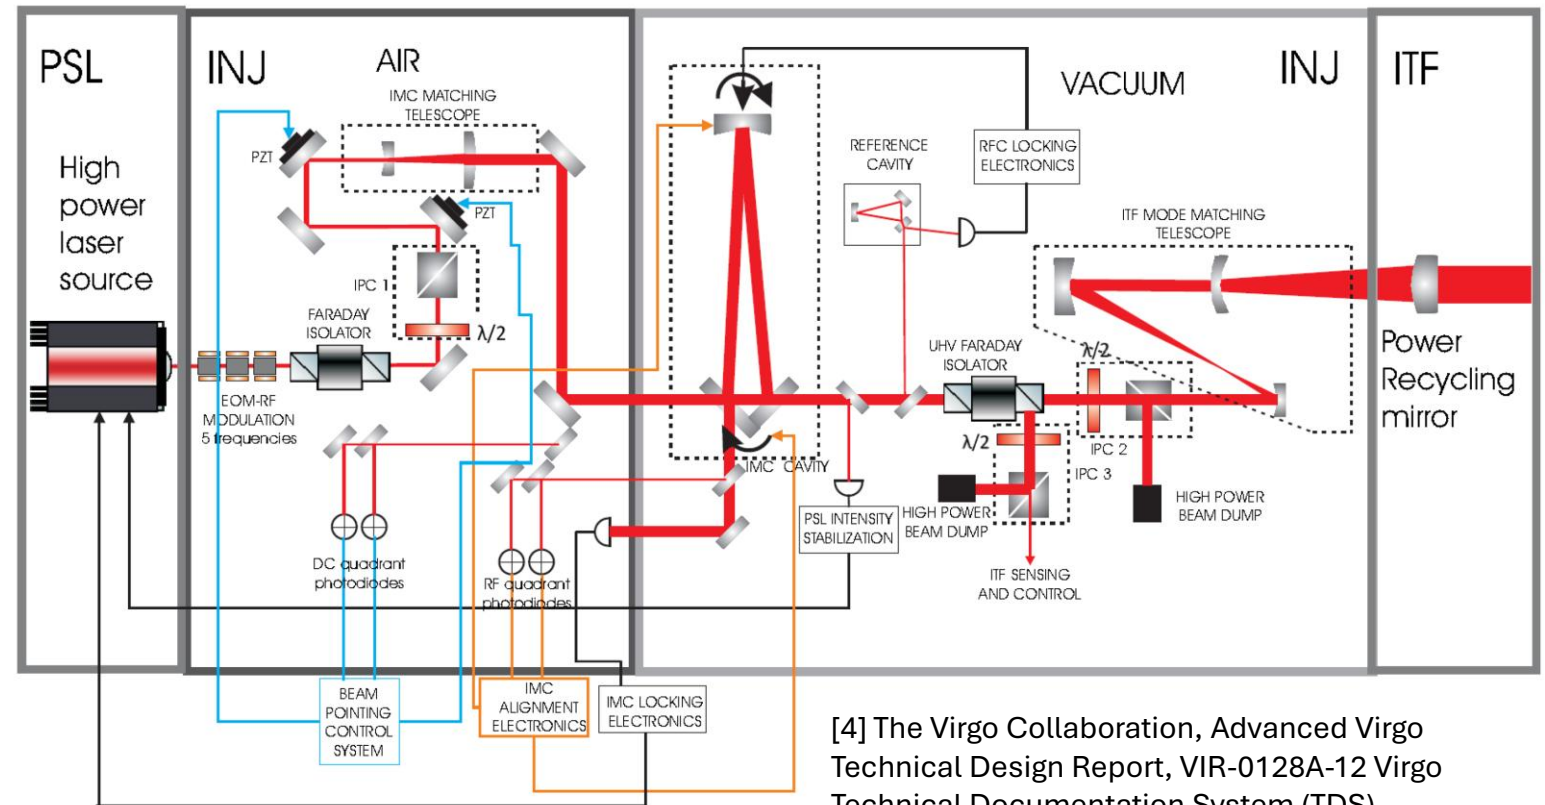 PSL
High
power
laser
source
INJ
AIR
IMC MATCHING
TELESCOPE
PZT
PZT
IPC 1
FARADAY
ISOLATOR
λ/2
EOM-RF
MODULATION
5 frequencies
DC quadrant
photodiodes
RF quadrant
photodiodes
BEAM
POINTING
CONTROL
SYSTEM
IMC
ALIGNMENT
ELECTRONICS
IMC LOCKING
ELECTRONICS
VACUUM
INJ
REFERENCE
CAVITY
RFC LOCKING
ELECTRONICS
ITF MODE MATCHING
TELESCOPE
UHV FARADAY
ISOLATOR
λ/2
λ/2
IPC 2
IPC 3
IMC CAVITY
PSL INTENSITY
STABILIZATION
HIGH POWER
BEAM DUMP
HIGH POWER
BEAM DUMP
ITF SENSING
AND CONTROL
ITF
Power
Recycling
mirror
[4] The Virgo Collaboration, Advanced Virgo
Technical Design Report, VIR-0128A-12 Virgo
Technical Documentation System (TDS)